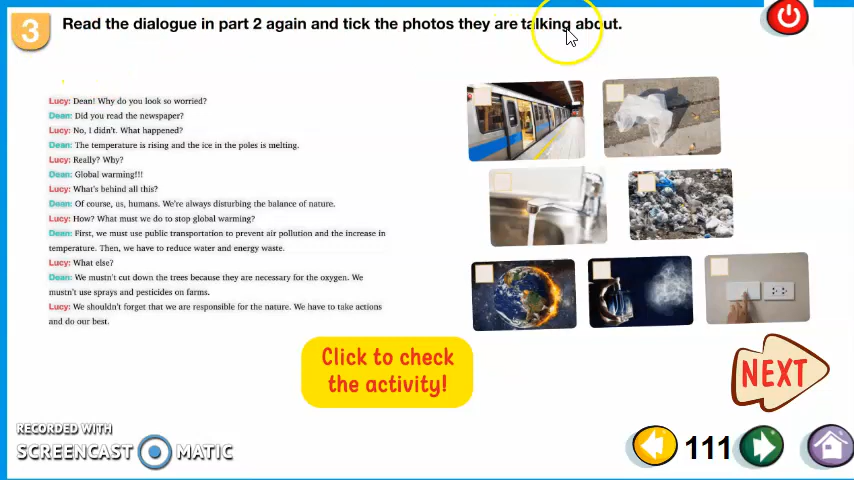 3
Read the dialogue in part 2 again and tick the photos they are talking about.
Lucy: Dean! Why do you look so worried?
Dean: Did you read the newspaper?
Lucy: No, I didn't. What happened?
Dean: The temperature is rising and the ice in the poles is melting.
Lucy: Really? Why?
Dean: Global warming!!!
Lucy: What's behind all this?
Dean: Of course, us, humans. We're always disturbing the balance of nature.
Lucy: How? What must we do to stop global warming?
Dean: First, we must use public transportation to prevent air pollution and the increase in
temperature. Then, we have to reduce water and energy waste.
Lucy: What else?
Dean: We mustn't cut down the trees because they are necessary for the oxygen. We
mustn't use sprays and pesticides on farms.
Lucy: We shouldn't forget that we are responsible for the nature. We have to take actions
and do our best.
Click to check
the activity!
NEXT
RECORDED WITH
SCREENCAST MATIC
111